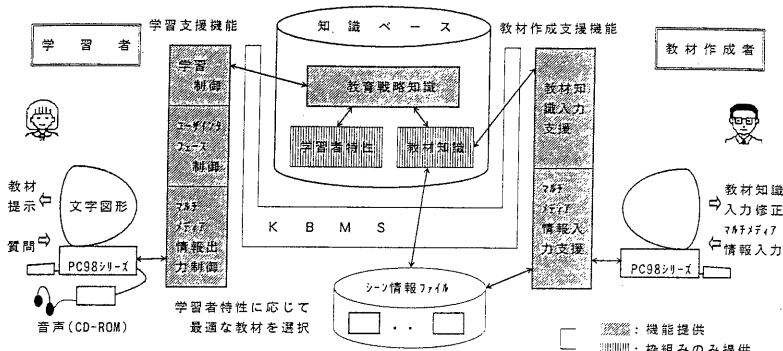 学習者
学習支援機能
知識ベース
教材作成支援機能
教材作成者
学習
制御
教育戦略知識
教材知
識入力
支援
ユーザインタ
フェース
制御
学習者特性
教材知識
教材
提示
文字図形
質問
PC98シリーズ
音声(CD-ROM)
マルチ
メディア
情報出
力制御
KBMS
マルチ
メディア
情報入
力支援
教材知識
入力修正
マルチメディア
情報入力
PC98シリーズ
シーン情報ファイル
・・
学習者特性に応じて
最適な教材を選択
：機能提供
：枠組みのみ提供